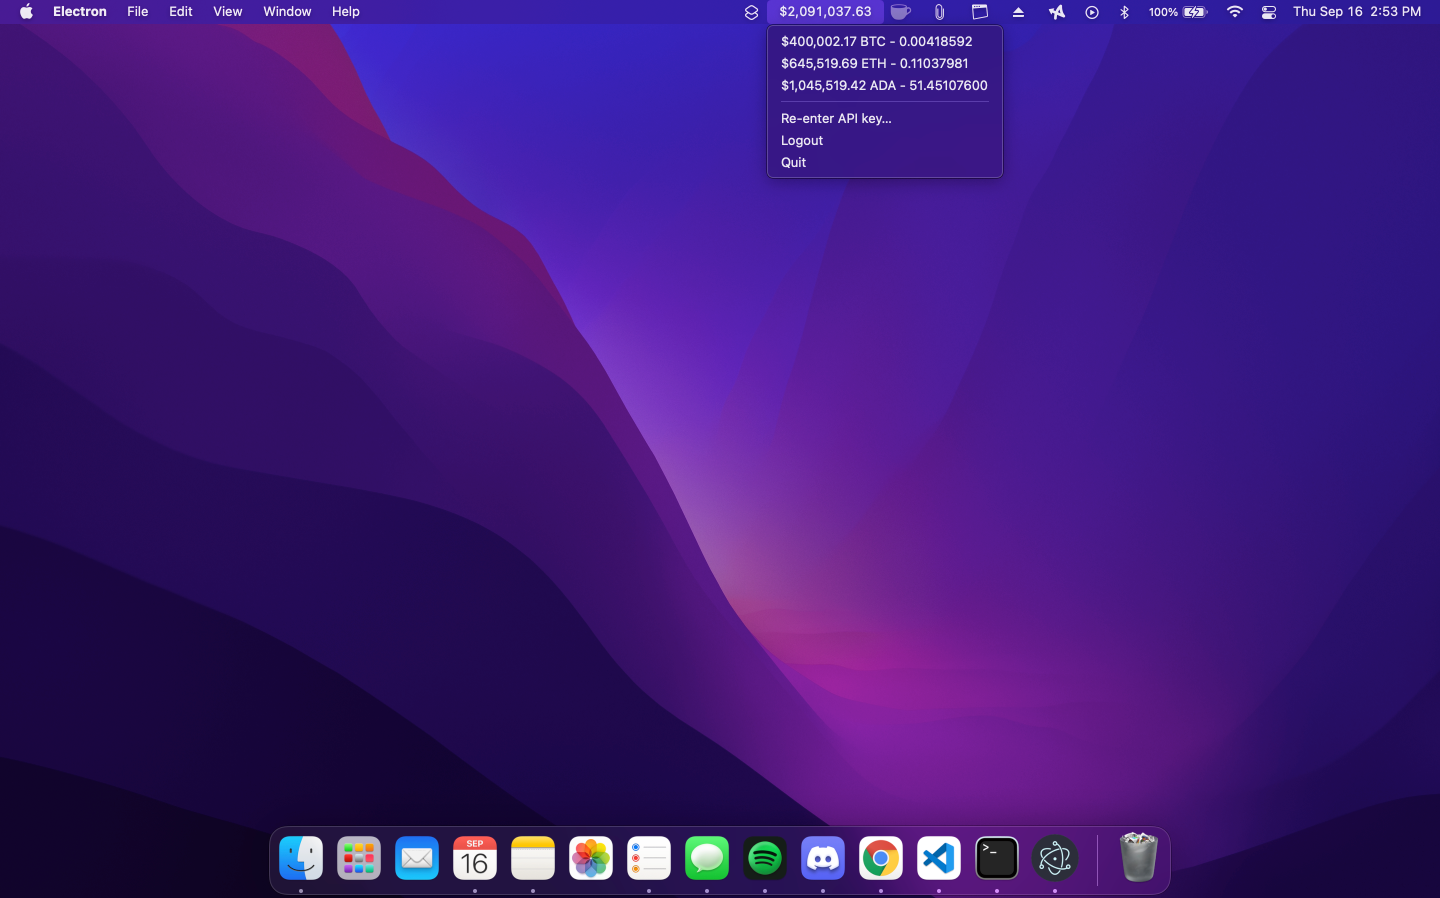 Electron File Edit View Window Help $2,091,037.63 100% Thu Sep 16 2:53 PM
$400,002.17 BTC - 0.00418592
$645,519.69 ETH - 0.11037981
$1,045,519.42 ADA - 51.45107600
Re-enter API key...
Logout
Quit
SEP
16
>_